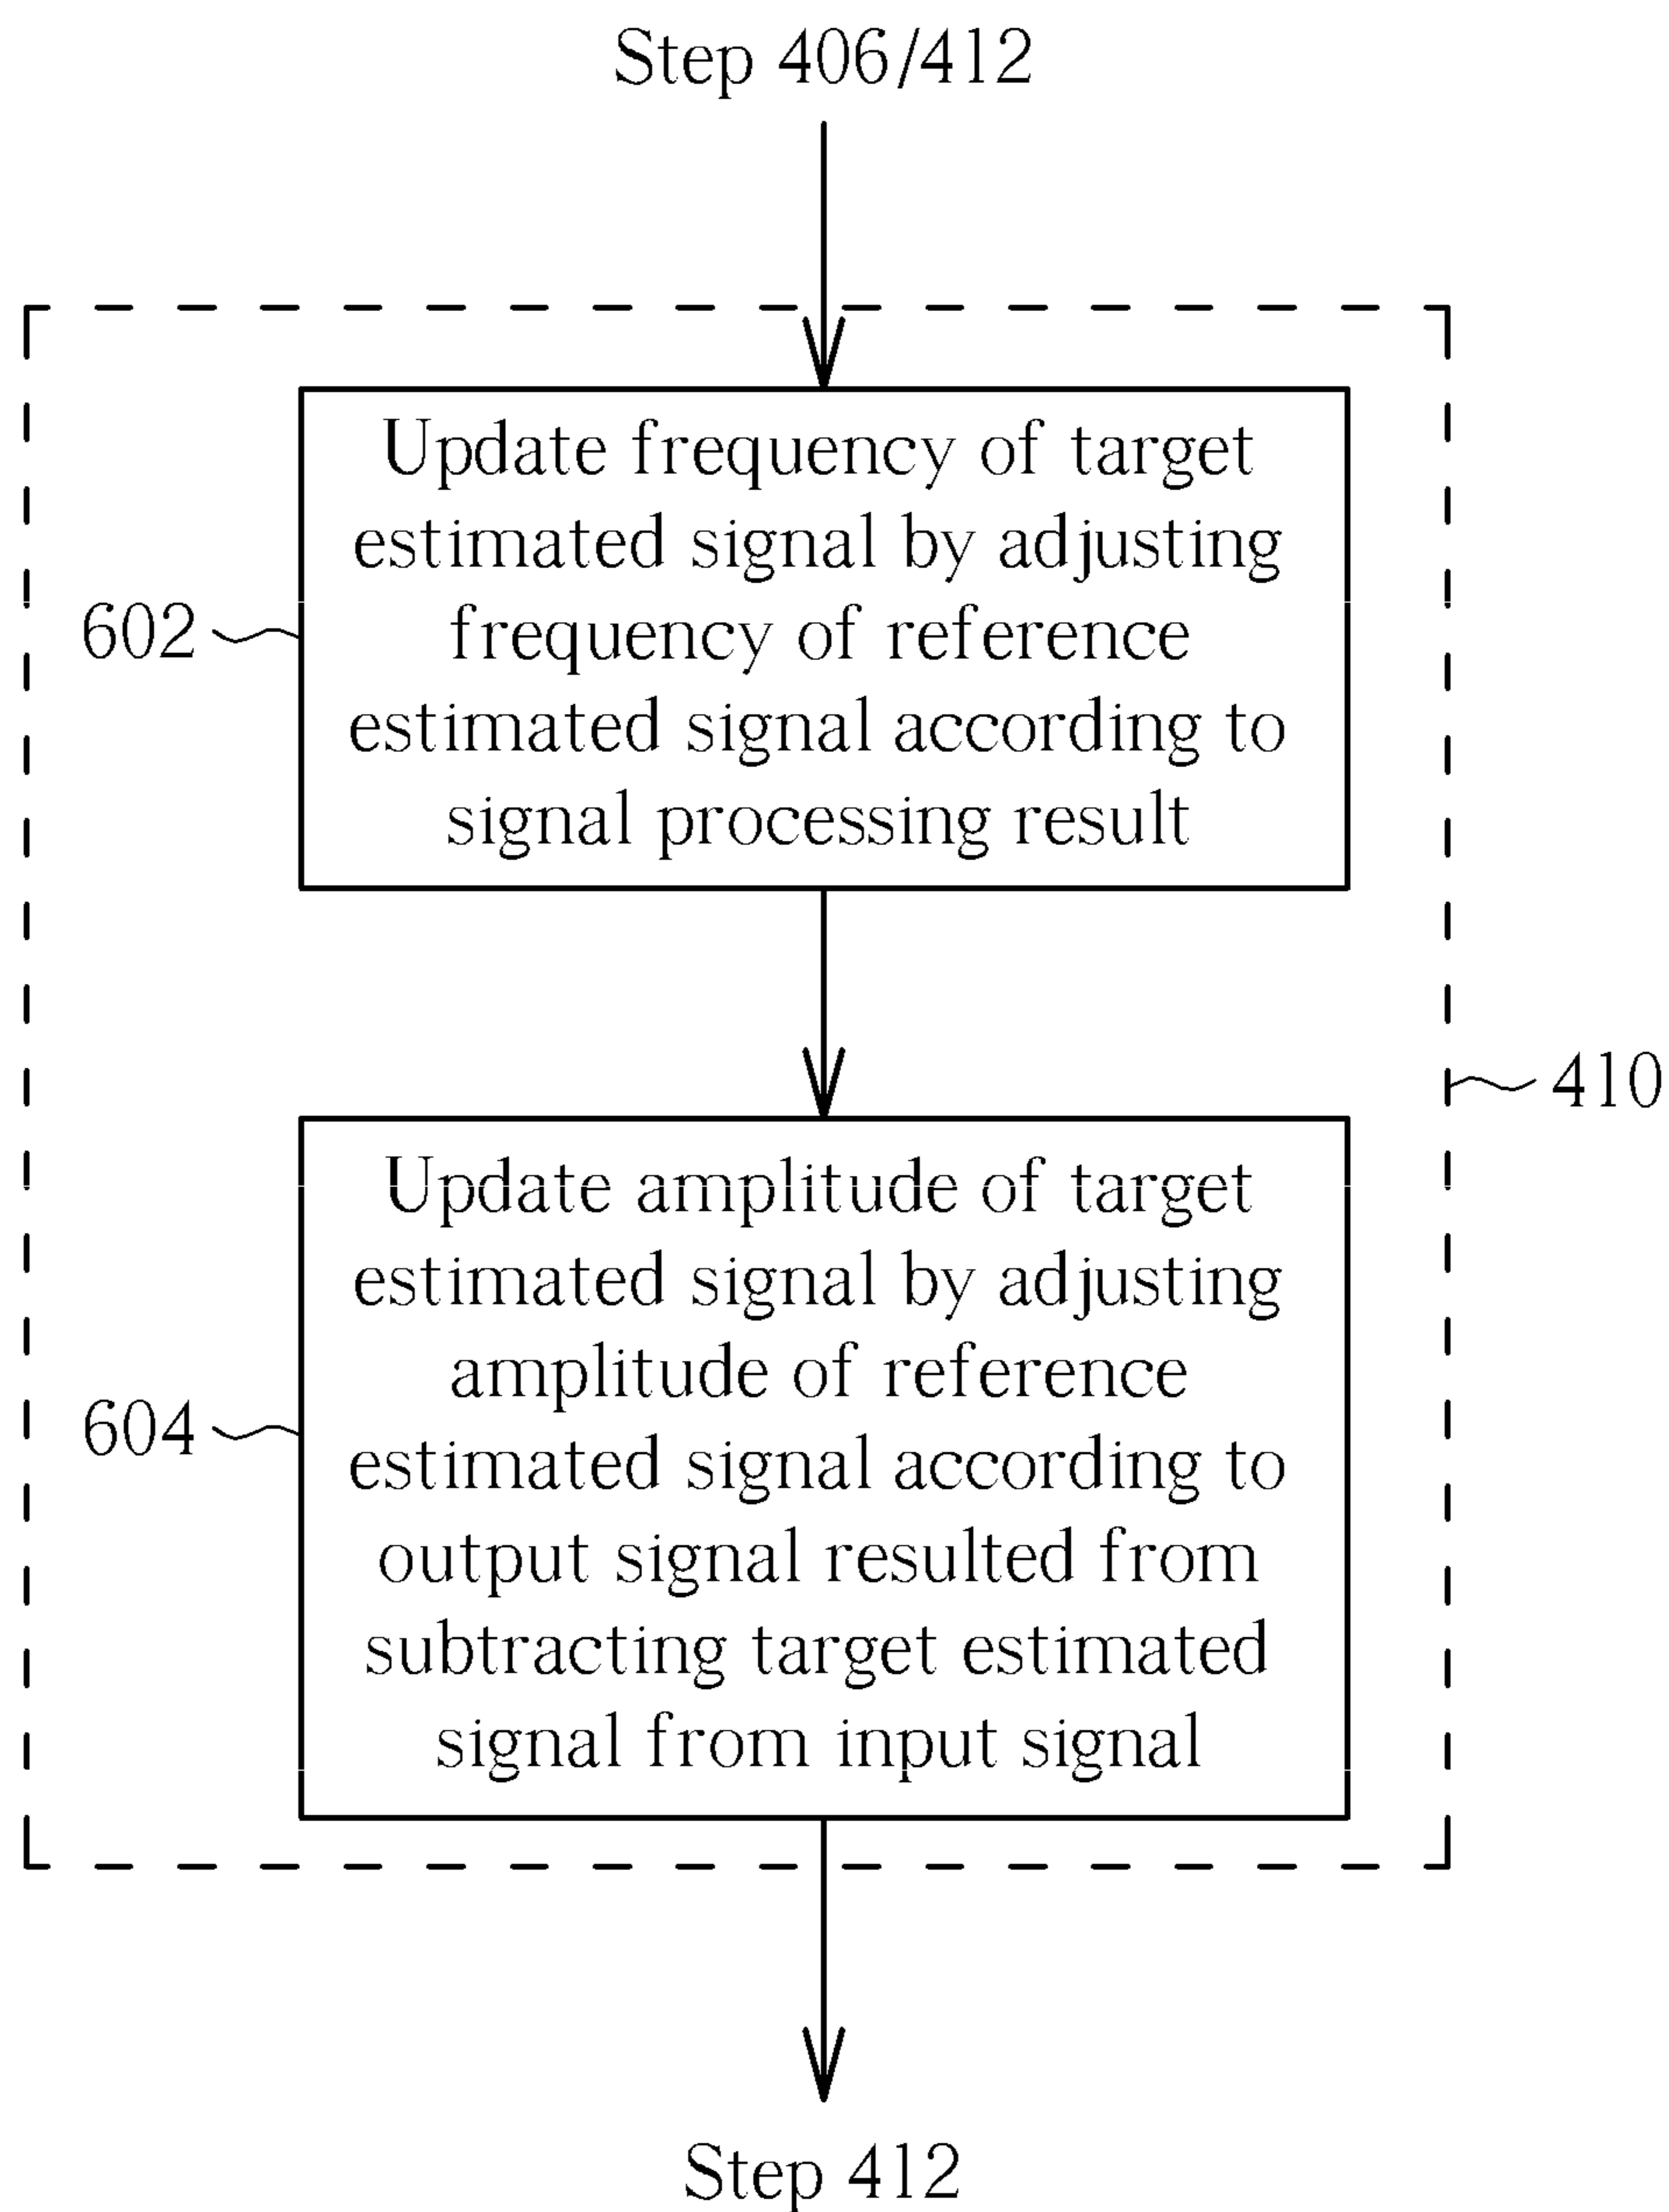 Step 406/412
Update frequency of target
estimated signal by adjusting
frequency of reference
estimated signal according to
signal processing result
602
410
Update amplitude of target
estimated signal by adjusting
amplitude of reference
estimated signal according to
output signal resulted from
subtracting target estimated
signal from input signal
604
Step 412